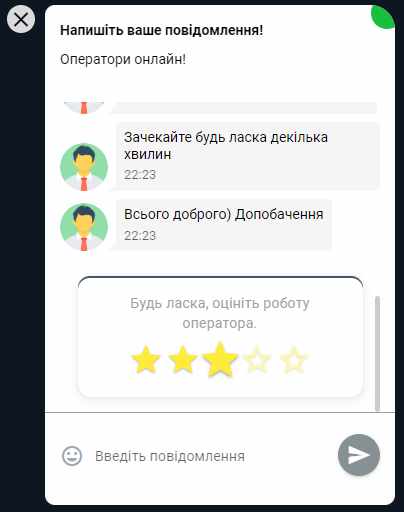 Напишіть ваше повідомлення!
Оператори онлайн!
Зачекайте будь ласка декілька
хвилин
22:23
Всього доброго) Допобачення
22:23
Будь ласка, оцініть роботу
оператора.
Введіть повідомлення